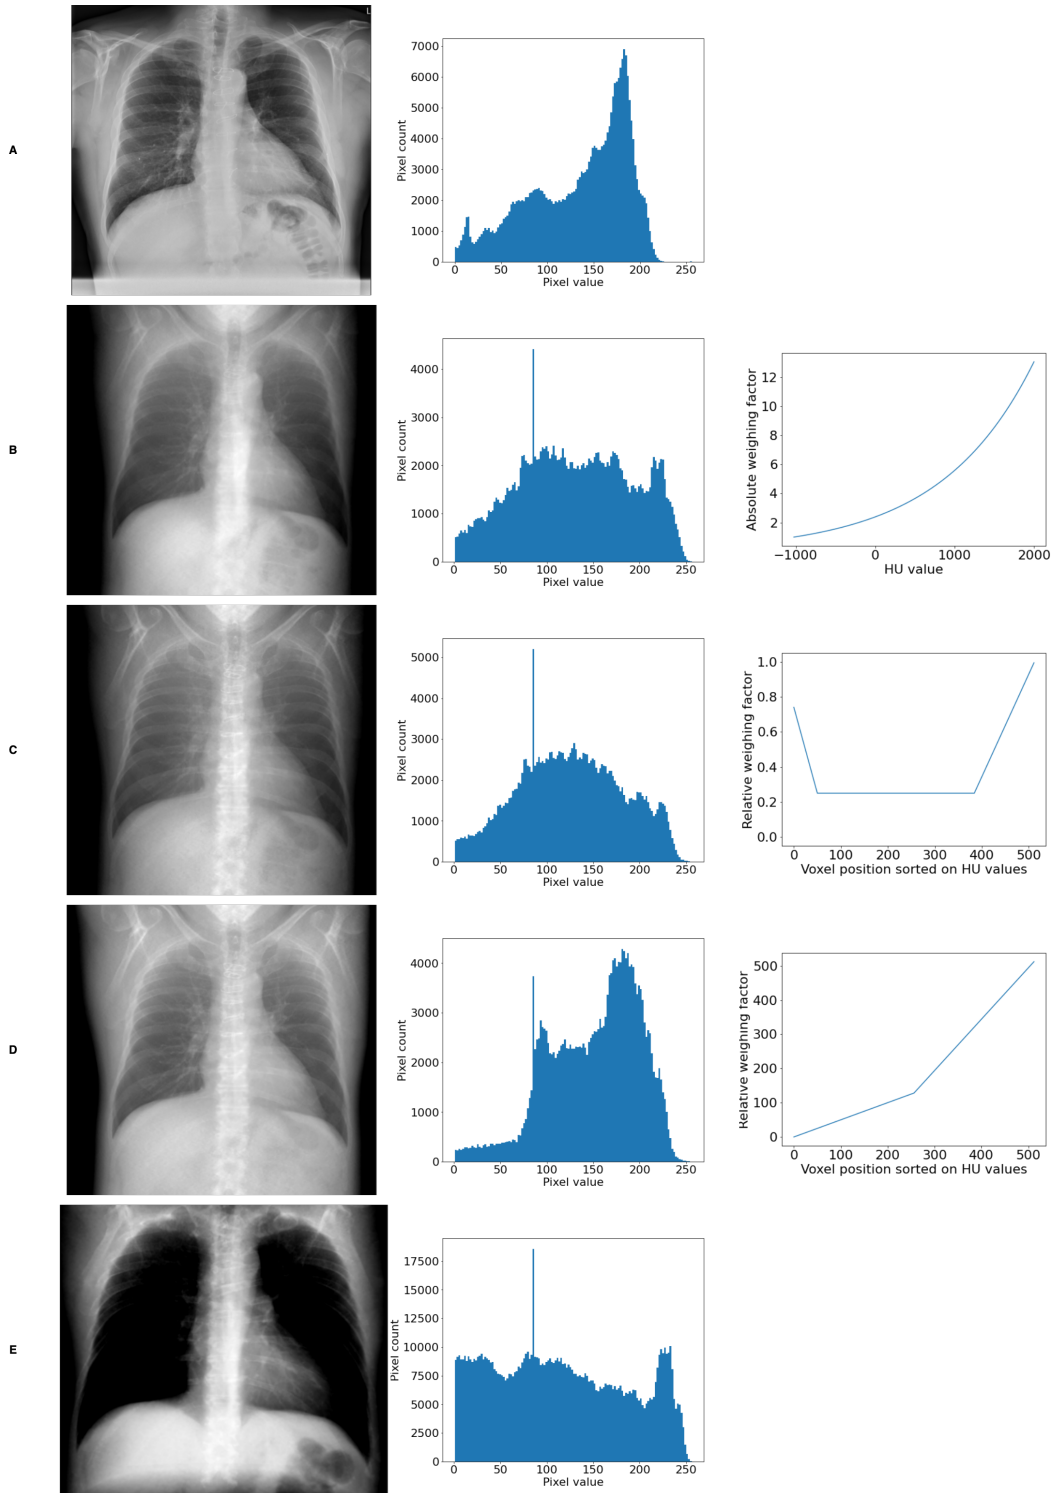 L
A
7000
6000
5000
4000
3000
2000
1000
0
Pixel count
0 50 100 150 200 250
Pixel value
B
4000
3000
2000
1000
0
Pixel count
0 50 100 150 200 250
Pixel value
12
10
8
6
4
2
Absolute weighing factor
−1000 0 1000 2000
HU value
C
5000
4000
3000
2000
1000
0
Pixel count
0 50 100 150 200 250
Pixel value
1.0
0.8
0.6
0.4
0.2
0.0
Relative weighing factor
0 100 200 300 400 500
Voxel position sorted on HU values
D
4000
3000
2000
1000
0
Pixel count
0 50 100 150 200 250
Pixel value
500
400
300
200
100
0
Relative weighing factor
0 100 200 300 400 500
Voxel position sorted on HU values
E
17500
15000
12500
10000
7500
5000
2500
0
Pixel count
0 50 100 150 200 250
Pixel value